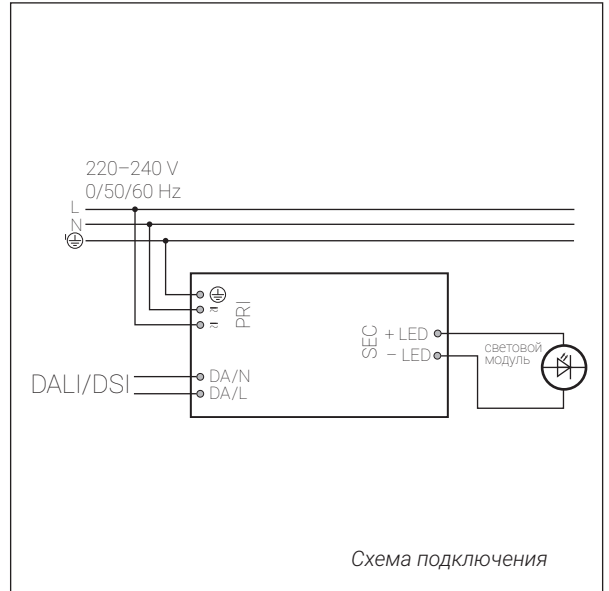 220–240 V
0/50/60 Hz
L
N
PRI
SEC
+ LED
– LED
световой
модуль
DALI/DSI
DA/N
DA/L
Схема подключения